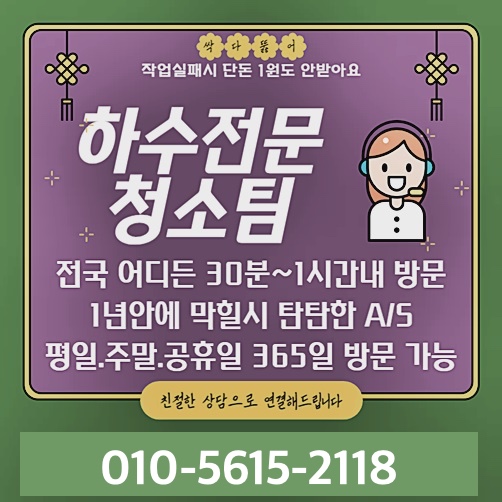 싹다뚫어
작업실패시 단돈 1원도 안받아요
하수전문
청소팀
전국 어디든 30분~1시간내 방문
1년안에 막힐시 탄탄한 A/S
평일.주말.공휴일 365일 방문 가능
친절한 상담으로 연결해드립니다
010-5615-2118